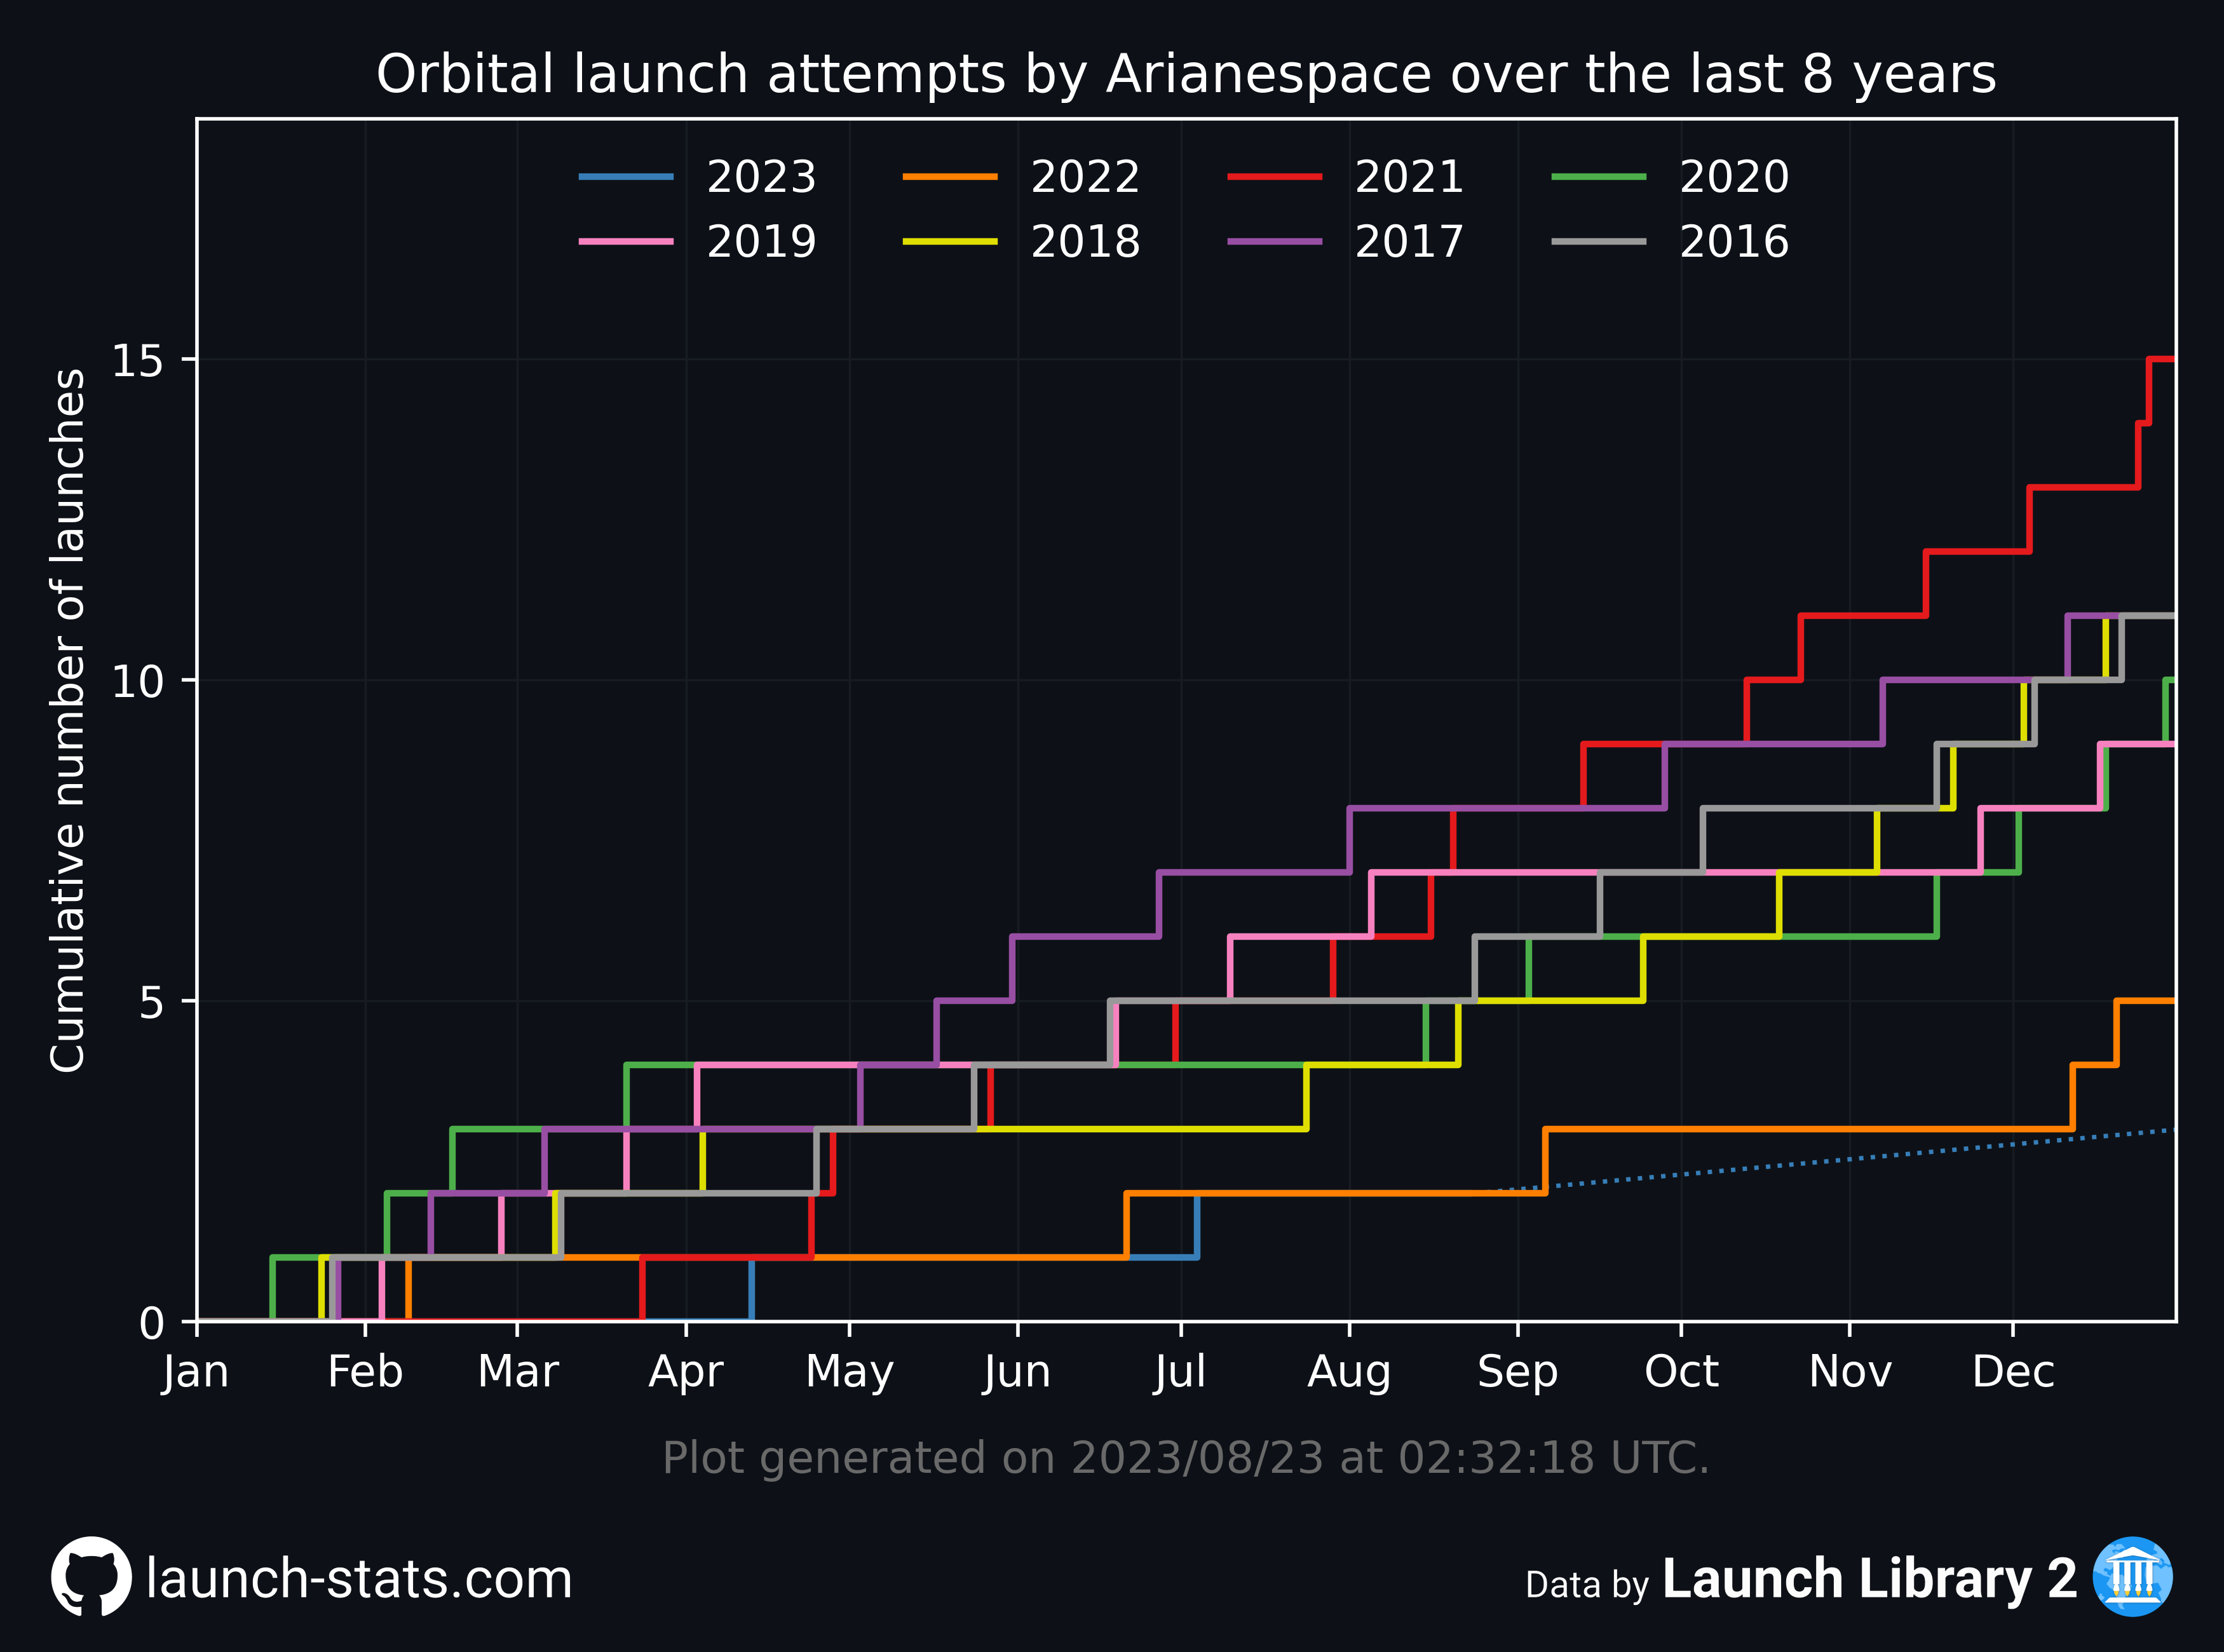 Orbital launch attempts by Arianespace over the last 8 years
2023 2022 2021 2020
2019 2018 2017 2016
Cumulative number of launches
15
10
5
0
Jan Feb Mar Apr May Jun Jul Aug Sep Oct Nov Dec
Plot generated on 2023/08/23 at 02:32:18 UTC.
launch-stats.com
Data by Launch Library 2